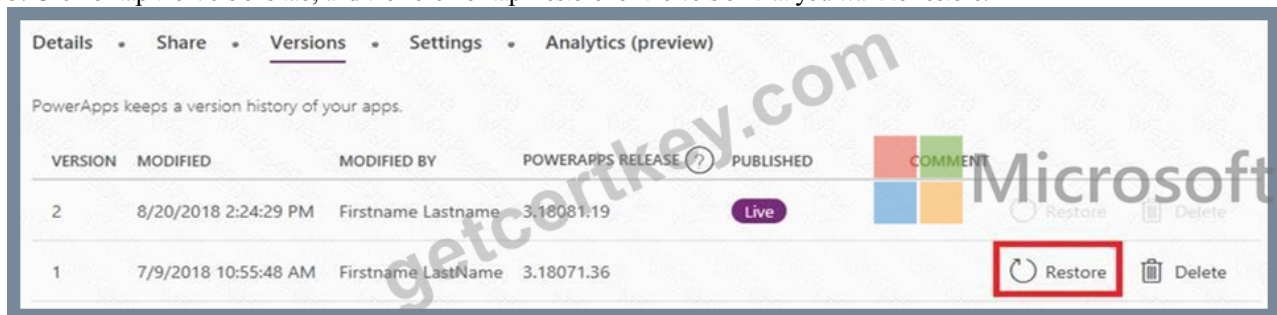 Details • Share • Versions • Settings • Analytics (preview)
PowerApps keeps a version history of your apps.
VERSION MODIFIED MODIFIED BY POWERAPPS RELEASE ? PUBLISHED COMMENT
2 8/20/2018 2:24:29 PM Firstname Lastname 3.18081.19 Live Restore Delete
1 7/9/2018 10:55:48 AM Firstname LastName 3.18071.36 Restore Delete
Microsoft
getcertkey.com